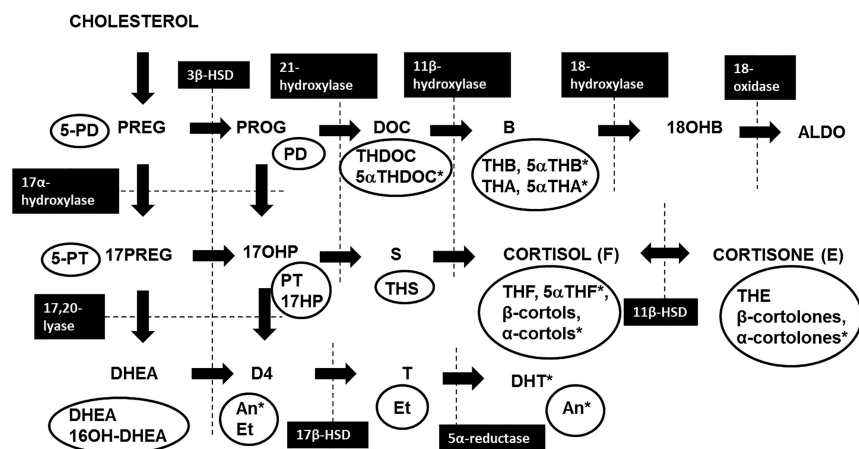 CHOLESTEROL
3β-HSD
21-
hydroxylase
11β-
hydroxylase
18-
hydroxylase
18-
oxidase
5-PD
PREG
PROG
DOC
B
18OHB
ALDO
PD
THDOC
5αTHDOC*
THB, 5αTHB*
THA, 5αTHA*
17α-
hydroxylase
5-PT
17PREG
17OHP
S
CORTISOL (F)
CORTISONE (E)
PT
17HP
THS
THF, 5αTHF*,
β-cortols,
α-cortols*
11β-HSD
THE
β-cortolones,
α-cortolones*
17,20-
lyase
DHEA
D4
T
DHT*
DHEA
16OH-DHEA
An*
Et
17β-HSD
Et
5α-reductase
An*